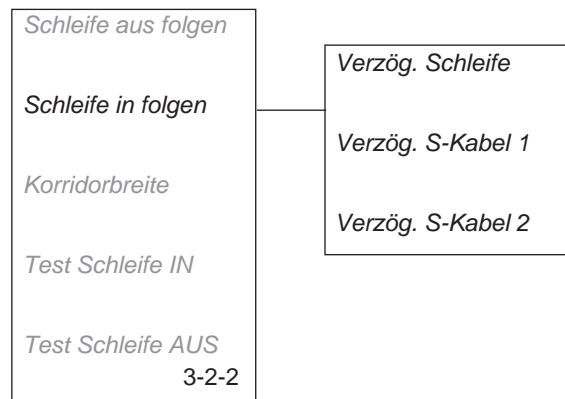 Schleife aus folgen
Schleife in folgen
Korridorbreite
Test Schleife IN
Test Schleife AUS
3-2-2
Verzög. Schleife
Verzög. S-Kabel 1
Verzög. S-Kabel 2